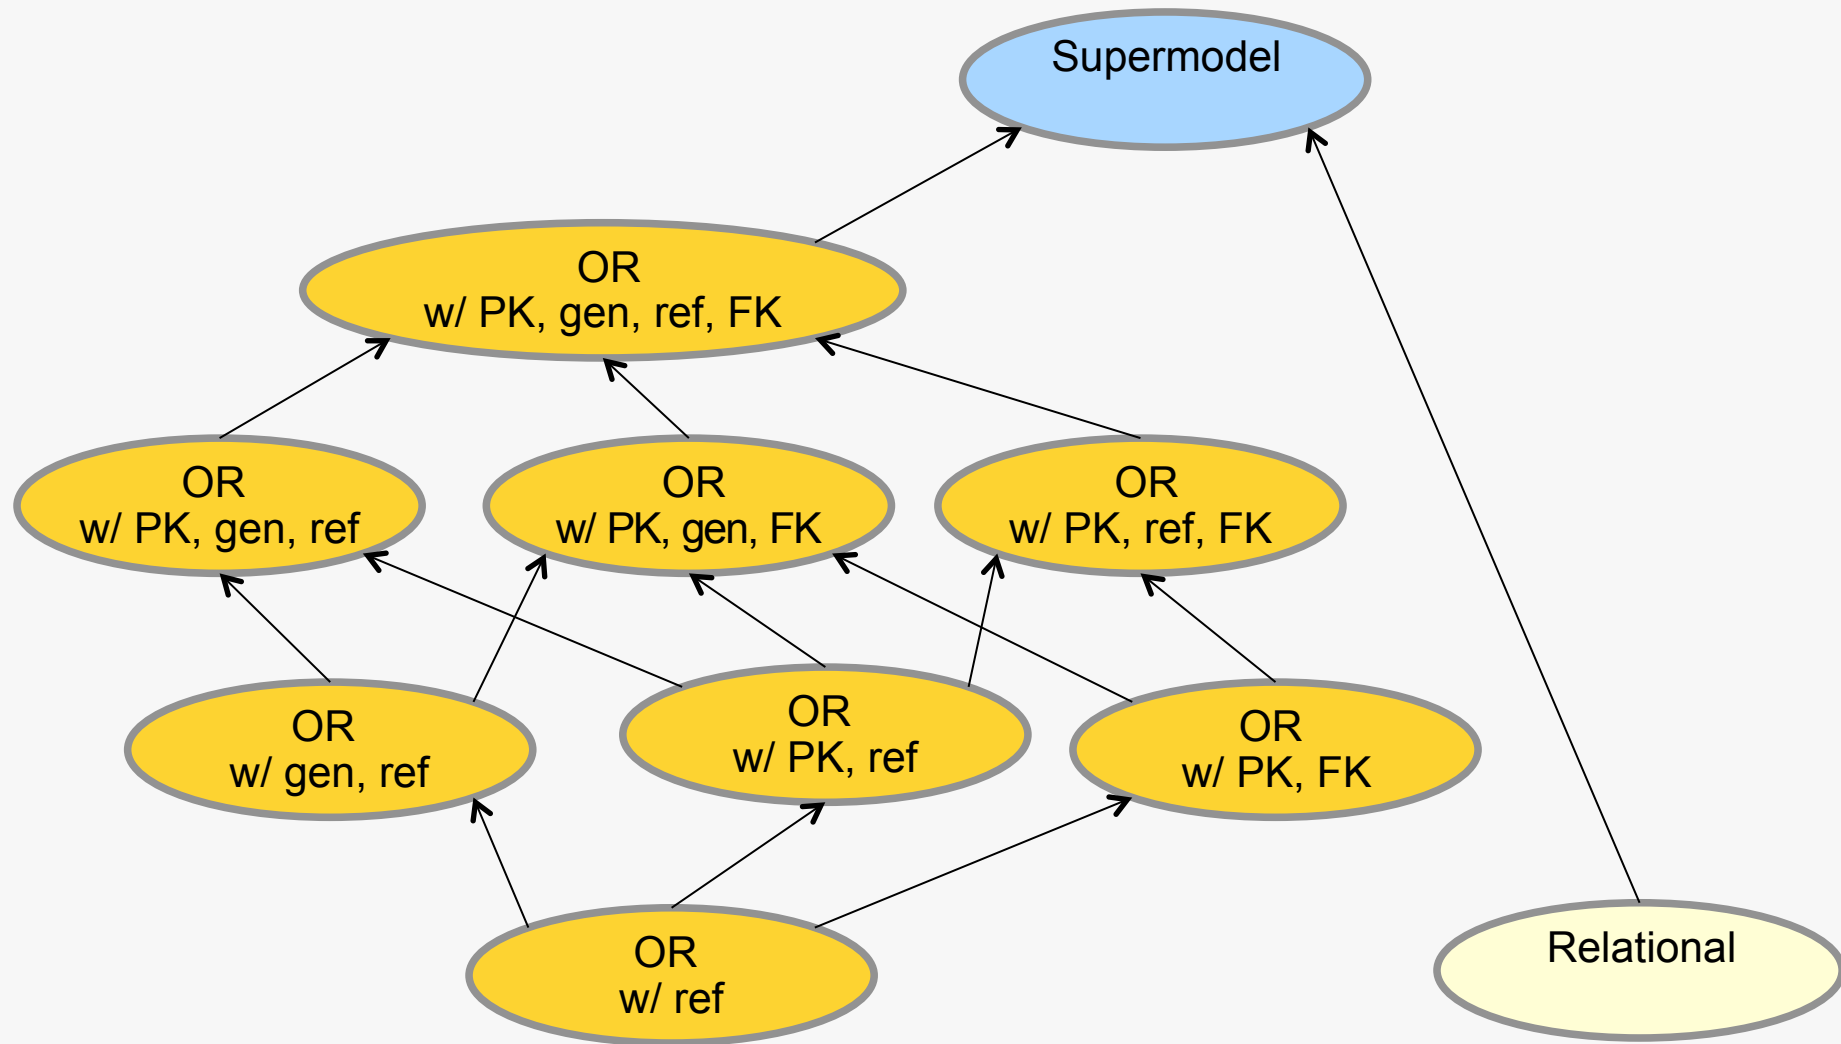 Supermodel
OR
w/ PK, gen, ref, FK
OR
w/ PK, gen, ref
OR
w/ PK, gen, FK
OR
w/ PK, ref, FK
OR
w/ gen, ref
OR
w/ PK, ref
OR
w/ PK, FK
OR
w/ ref
Relational